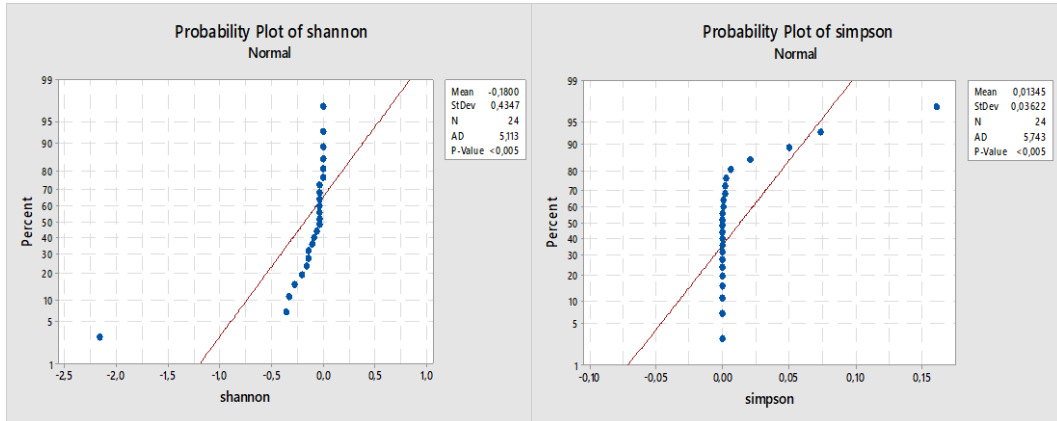 Probability Plot of shannon
Normal
99
95
90
80
70
60
50
40
30
20
10
5
1
Percent
-2,5 -2,0 -1,5 -1,0 -0,5 0,0 0,5 1,0
shannon
Mean -0,1800
StDev 0,4347
N 24
AD 5,113
P-Value <0,005
Probability Plot of simpson
Normal
99
95
90
80
70
60
50
40
30
20
10
5
1
Percent
-0,10 -0,05 0,00 0,05 0,10 0,15
simpson
Mean 0,01345
StDev 0,03622
N 24
AD 5,743
P-Value <0,005